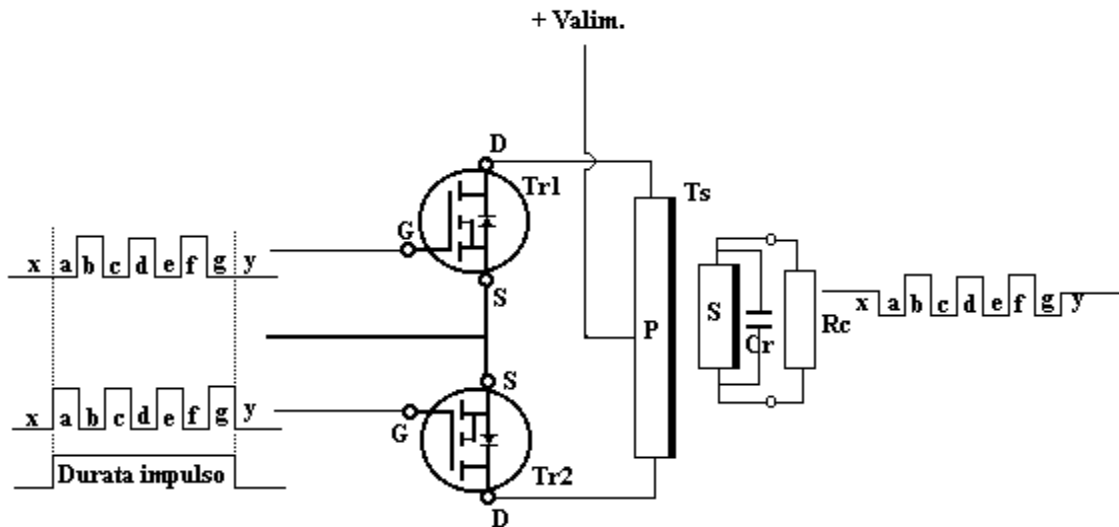 + Valim.
D
Tr1
Ts
G
x a b c d e f g y
S
S
P
Cr
Rc
x a b c d e f g y
S
x a b c d e f g y
G
Durata impulso
Tr2
D